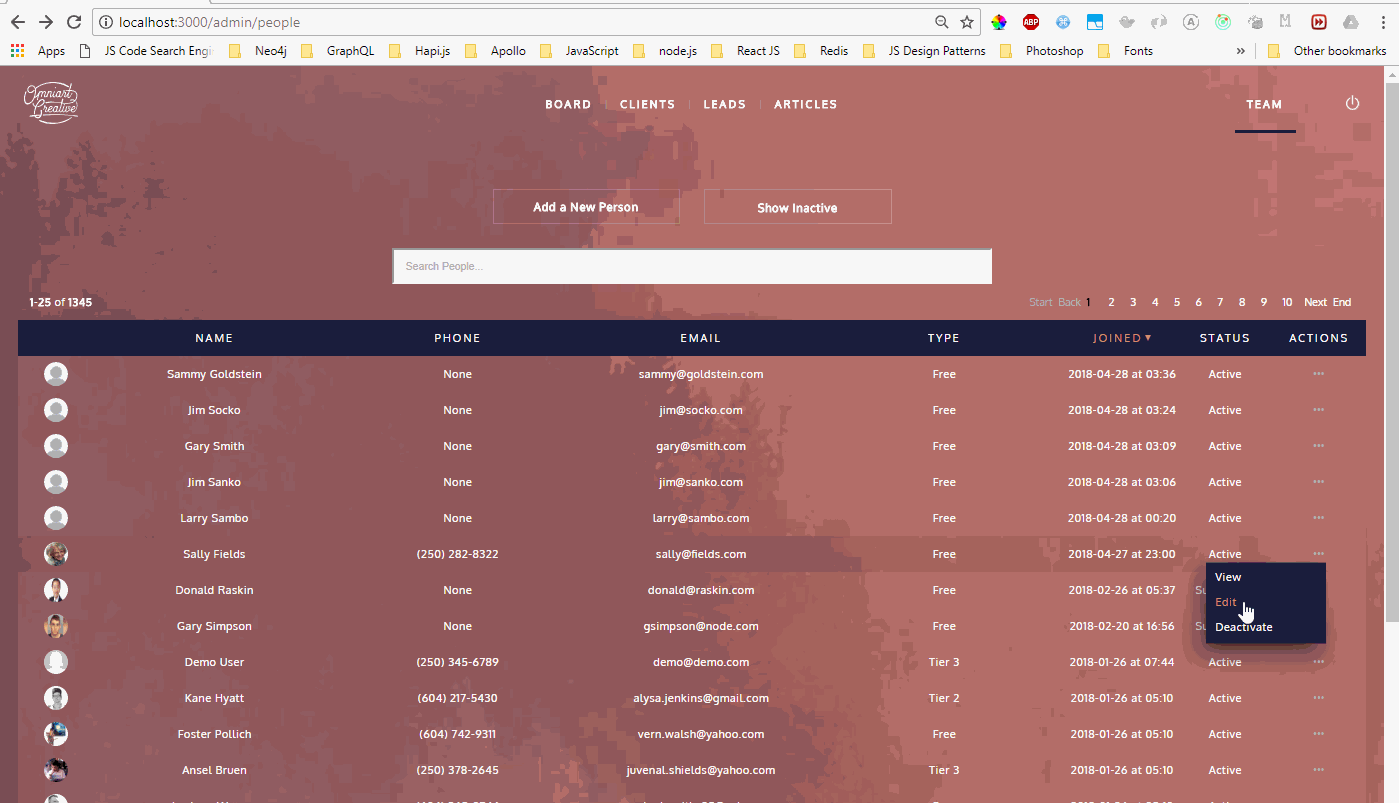 localhost:3000/admin/people
ABP
Apps JS Code Search Engi Neo4j GraphQL Hapi.js Apollo JavaScript node.js React JS Redis JS Design Patterns Photoshop Fonts » Other bookmarks
Omniart Creative
BOARD CLIENTS LEADS ARTICLES TEAM
Add a New Person Show Inactive
Search People...
1-25 of 1345 Start Back 1 2 3 4 5 6 7 8 9 10 Next End
NAME PHONE EMAIL TYPE JOINED▼ STATUS ACTIONS
Sammy Goldstein None sammy@goldstein.com Free 2018-04-28 at 03:36 Active ···
Jim Socko None jim@socko.com Free 2018-04-28 at 03:24 Active ···
Gary Smith None gary@smith.com Free 2018-04-28 at 03:09 Active ···
Jim Sanko None jim@sanko.com Free 2018-04-28 at 03:06 Active ···
Larry Sambo None larry@sambo.com Free 2018-04-28 at 00:20 Active ···
Sally Fields (250) 282-8322 sally@fields.com Free 2018-04-27 at 23:00 Active ···
View
Donald Raskin None donald@raskin.com Free 2018-02-26 at 05:37 Su
Edit
Gary Simpson None gsimpson@node.com Free 2018-02-20 at 16:56 Su
Deactivate
Demo User (250) 345-6789 demo@demo.com Tier 3 2018-01-26 at 07:44 Active ···
Kane Hyatt (604) 217-5430 alysa.jenkins@gmail.com Tier 2 2018-01-26 at 05:10 Active ···
Foster Pollich (604) 742-9311 vern.walsh@yahoo.com Free 2018-01-26 at 05:10 Active ···
Ansel Bruen (250) 378-2645 juvenal.shields@yahoo.com Tier 3 2018-01-26 at 05:10 Active ···